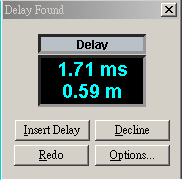 Delay Found
Delay
1.71 ms
0.59 m
Insert Delay
Decline
Redo
Options...